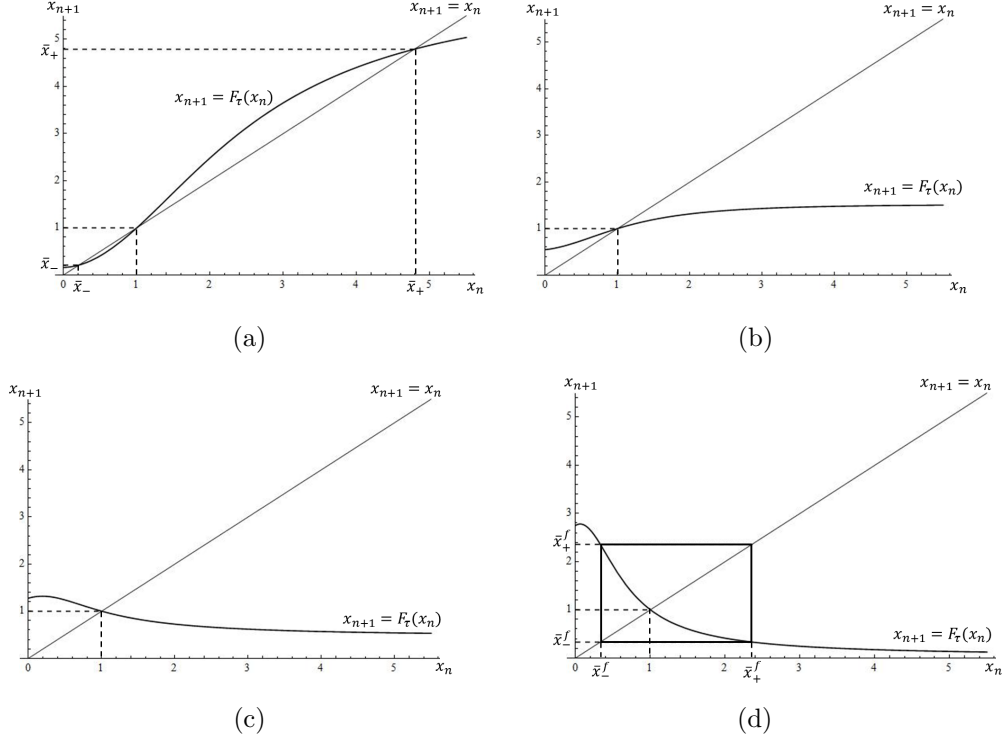 x_{n+1}
x_{n+1} = x_n
x̄_+
4
x_{n+1} = F_τ(x_n)
3
2
1
x̄_−
0 x̄_− 1 2 3 4 x̄_+ 5 x_n
(a)
x_{n+1}
x_{n+1} = x_n
5
4
3
2
x_{n+1} = F_τ(x_n)
1
0 1 2 3 4 5 x_n
(b)
x_{n+1}
x_{n+1} = x_n
5
4
3
2
1
x_{n+1} = F_τ(x_n)
0 1 2 3 4 5 x_n
(c)
x_{n+1}
x_{n+1} = x_n
5
4
3
x̄_+^f
2
1
x̄_−^f
x_{n+1} = F_τ(x_n)
0 x̄_−^f 1 2 x̄_+^f 3 4 5 x_n
(d)